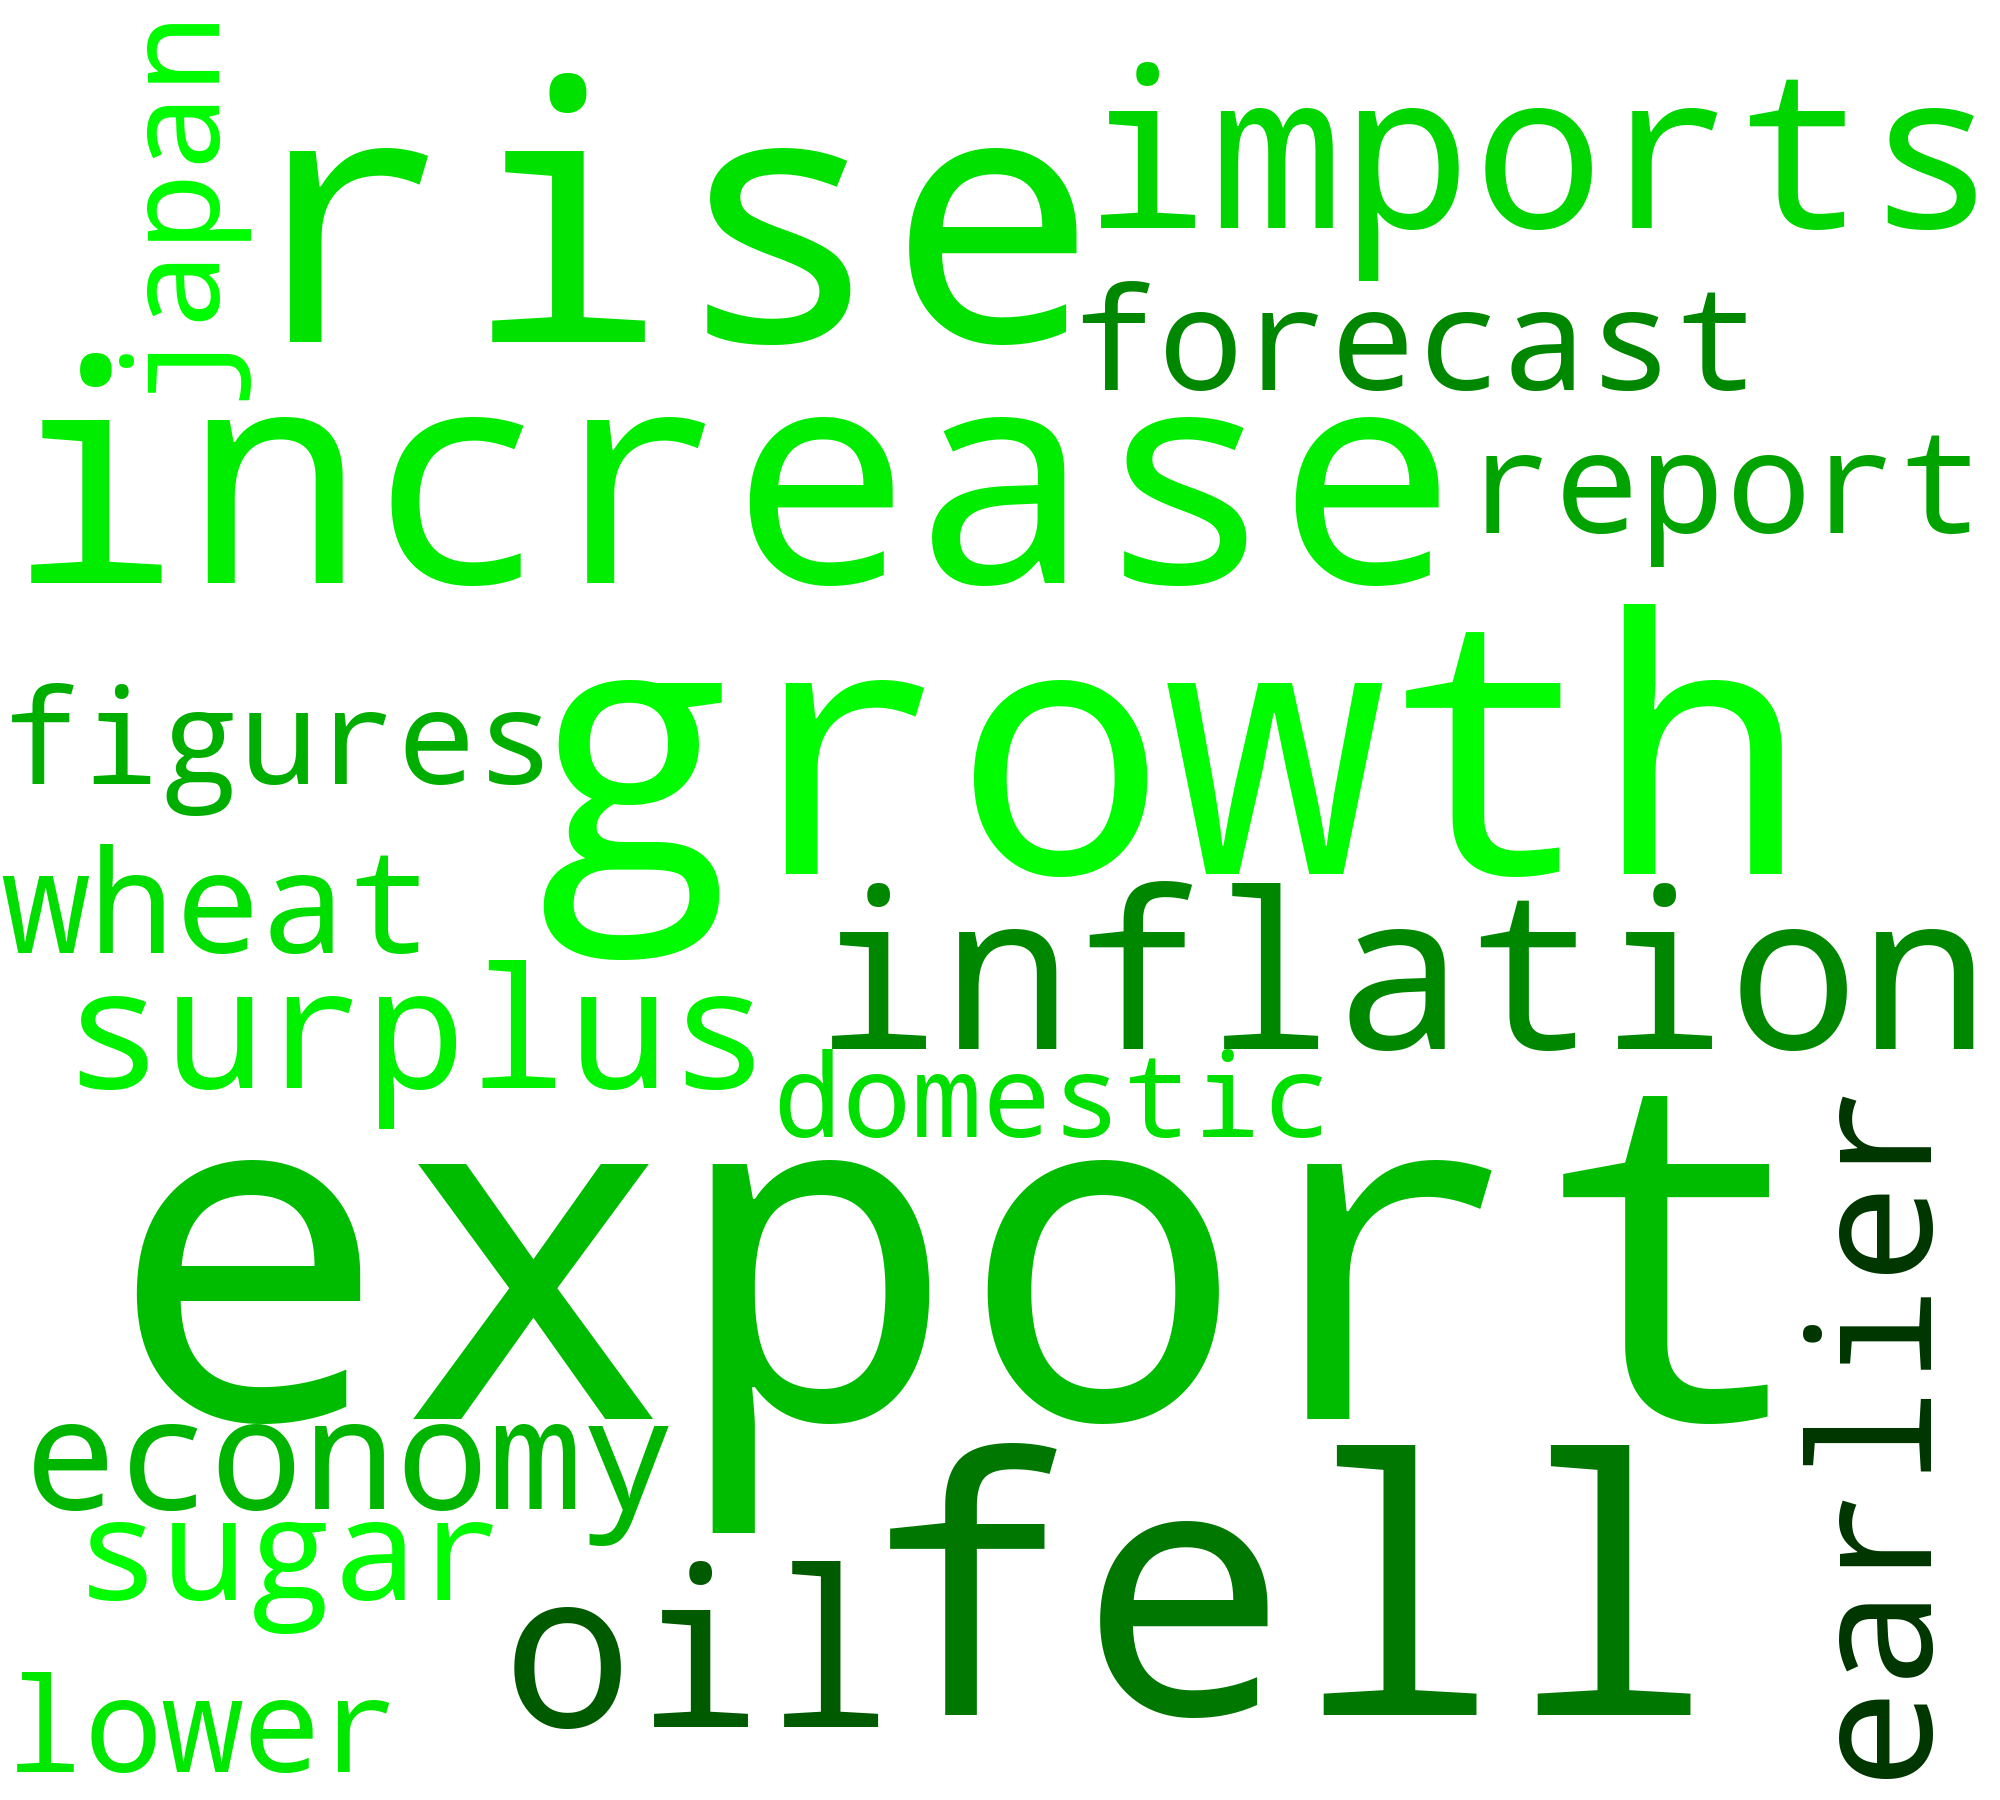 japan
rise
imports
forecast
increase
report
growth
figures
wheat
inflation
surplus
domestic
export
earlier
economy
fell
sugar
oil
lower